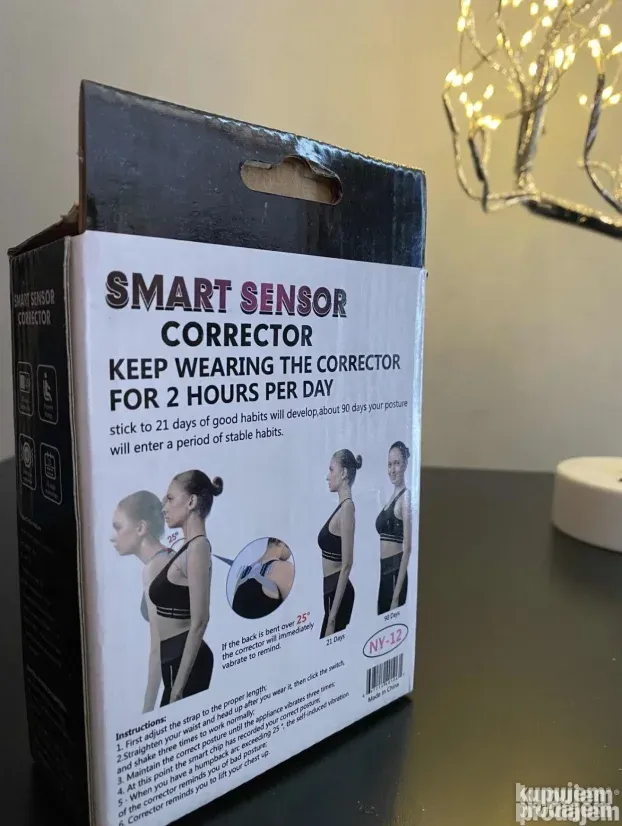 SMART SENSOR
CORRECTOR
SMART SENSOR
CORRECTOR
KEEP WEARING THE CORRECTOR
FOR 2 HOURS PER DAY
stick to 21 days of good habits will develop,about 90 days your posture
will enter a period of stable habits.
25°
If the back is bent over 25°
the corrector will immediately
vabrate to remind.
21 Days
90 Days
NY-12
Made in China
Instructions:
1. First adjust the strap to the proper length;
2.Straighten your waist and head up after you wear it, then click the switch,
and shake three times to work normally;
3. Maintain the correct posture until the appliance vibrates three times;
4. At this point the smart chip has recorded your correct posture;
5 - When you have a humpback arc exceeding 25 °, the self-induced vibration
of the corrector reminds you of bad posture;
6. Corrector reminds you to lift your chest up.
kupujem
prodajem